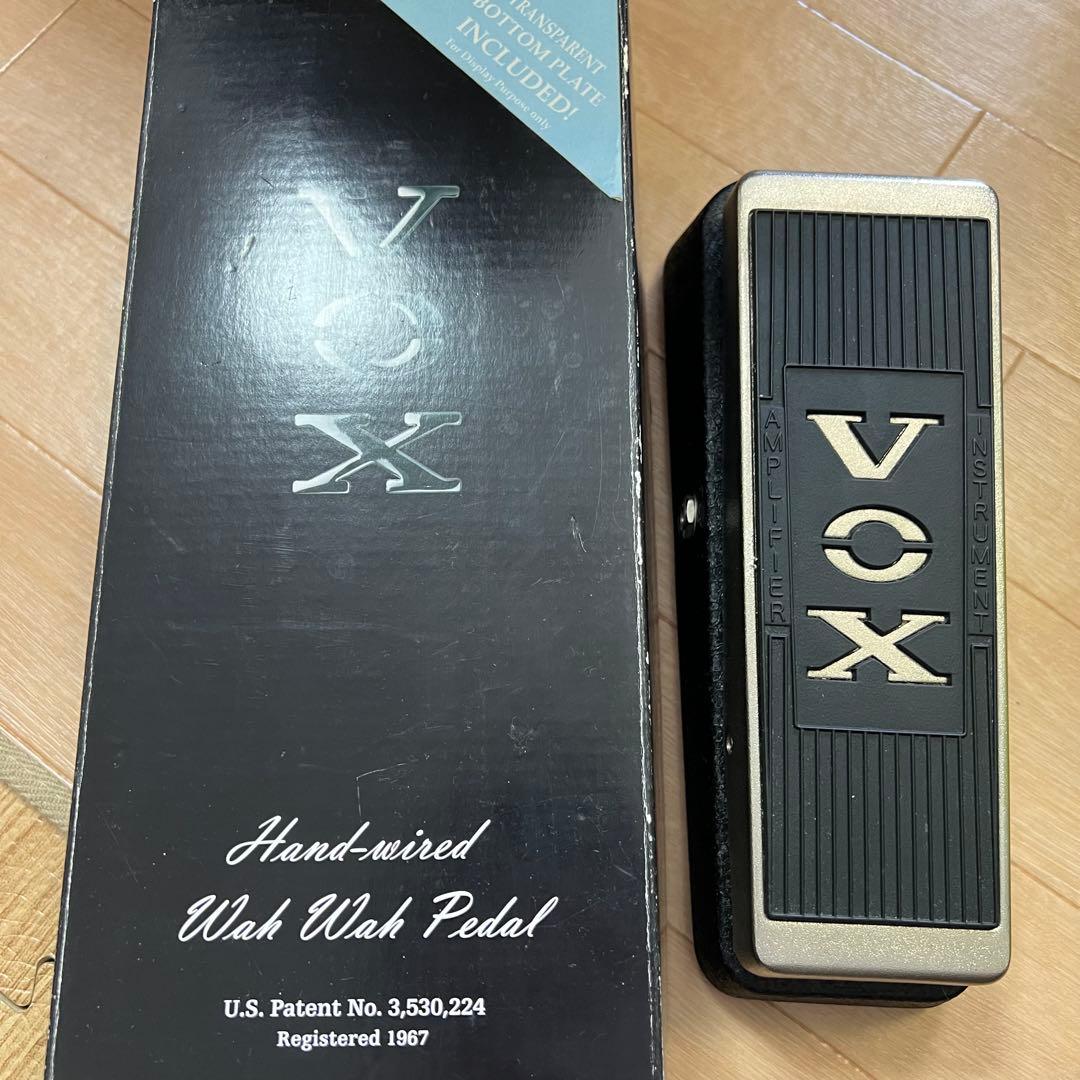 TRANSPARENT
BOTTOM PLATE
INCLUDED!
For Display Purpose only
VOX
Hand-wired
Wah Wah Pedal
U.S. Patent No. 3,530,224
Registered 1967
AMPLIFIER
VOX
INSTRUMENT